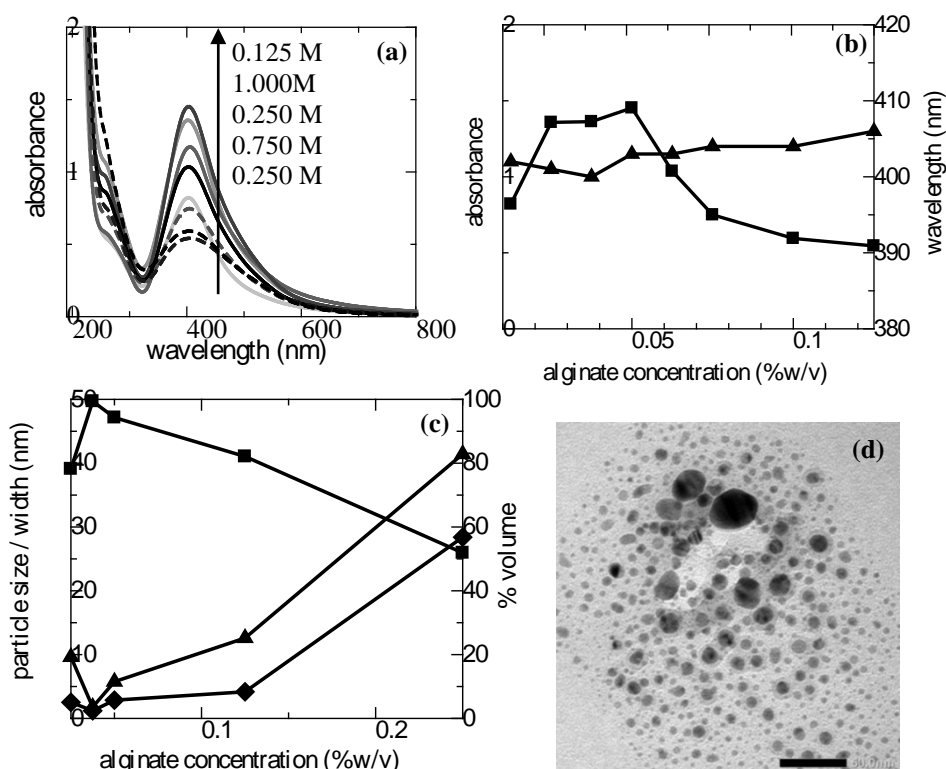 2
1
0
absorbance
(a)
0.125 M
1.000M
0.250 M
0.750 M
0.250 M
200 400 600 800
wavelength (nm)
2
1
0
absorbance
(b)
420
410
400
390
380
wavelength (nm)
0.05 0.1
alginate concentration (%w/v)
50
40
30
20
10
0
particle size / width (nm)
(c)
100
80
60
40
20
0
% volume
0.1 0.2
alginate concentration (%w/v)
(d)